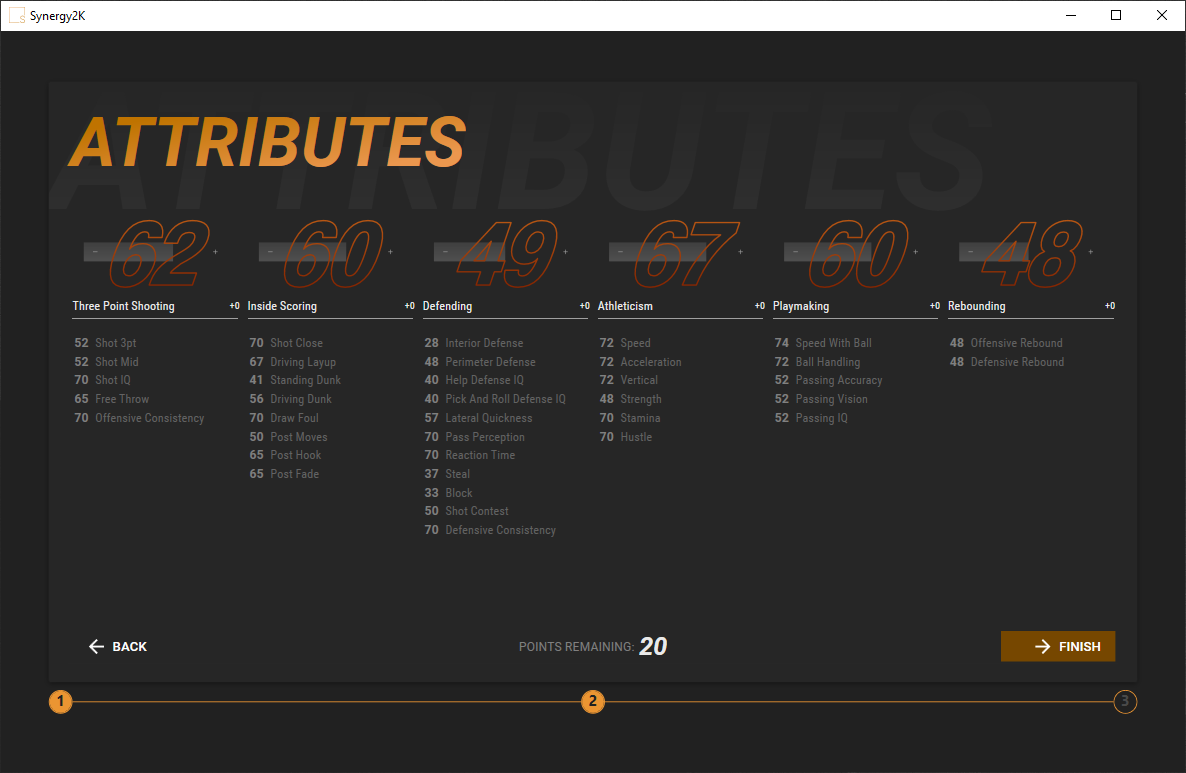 Synergy2K
ATTRIBUTES
ATTRIBUTES
- 62 + - 60 + - 49 + - 67 + - 60 + - 48 +
Three Point Shooting +0 Inside Scoring +0 Defending +0 Athleticism +0 Playmaking +0 Rebounding +0
52 Shot 3pt 70 Shot Close 28 Interior Defense 72 Speed 74 Speed With Ball 48 Offensive Rebound
52 Shot Mid 67 Driving Layup 48 Perimeter Defense 72 Acceleration 72 Ball Handling 48 Defensive Rebound
70 Shot IQ 41 Standing Dunk 40 Help Defense IQ 72 Vertical 52 Passing Accuracy
65 Free Throw 56 Driving Dunk 40 Pick And Roll Defense IQ 48 Strength 52 Passing Vision
70 Offensive Consistency 70 Draw Foul 57 Lateral Quickness 70 Stamina 52 Passing IQ
50 Post Moves 70 Pass Perception 70 Hustle
65 Post Hook 70 Reaction Time
65 Post Fade 37 Steal
33 Block
50 Shot Contest
70 Defensive Consistency
BACK POINTS REMAINING: 20 FINISH
1 2 3